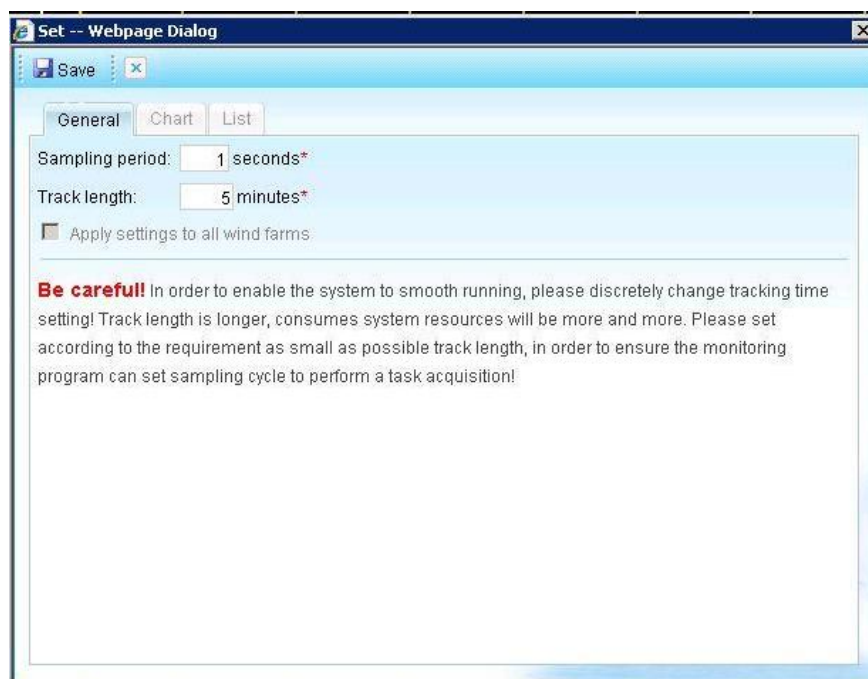 Set -- Webpage Dialog
Save
General Chart List
Sampling period: 1 seconds*
Track length: 5 minutes*
Apply settings to all wind farms
Be careful! In order to enable the system to smooth running, please discretely change tracking time
setting! Track length is longer, consumes system resources will be more and more. Please set
according to the requirement as small as possible track length, in order to ensure the monitoring
program can set sampling cycle to perform a task acquisition!